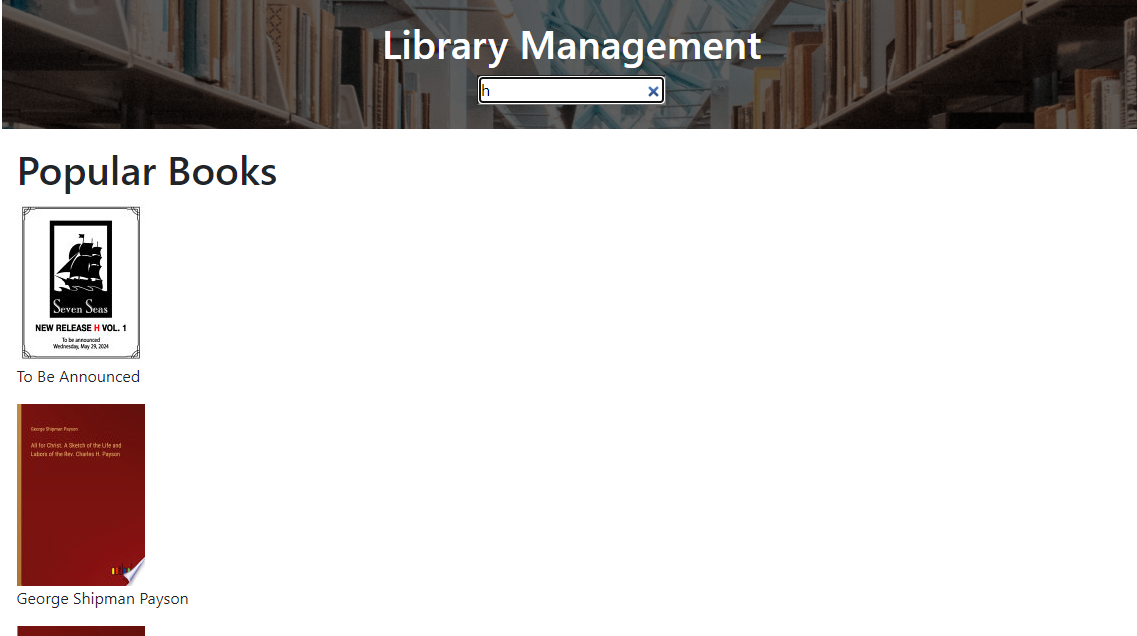 Library Management
h
Popular Books
Seven Seas
NEW RELEASE H VOL. 1
To be announced
Wednesday, May 29, 2024
To Be Announced
George Shipman Payson
All for Christ. A Sketch of the Life and
Labors of the Rev. Charles H. Payson
George Shipman Payson